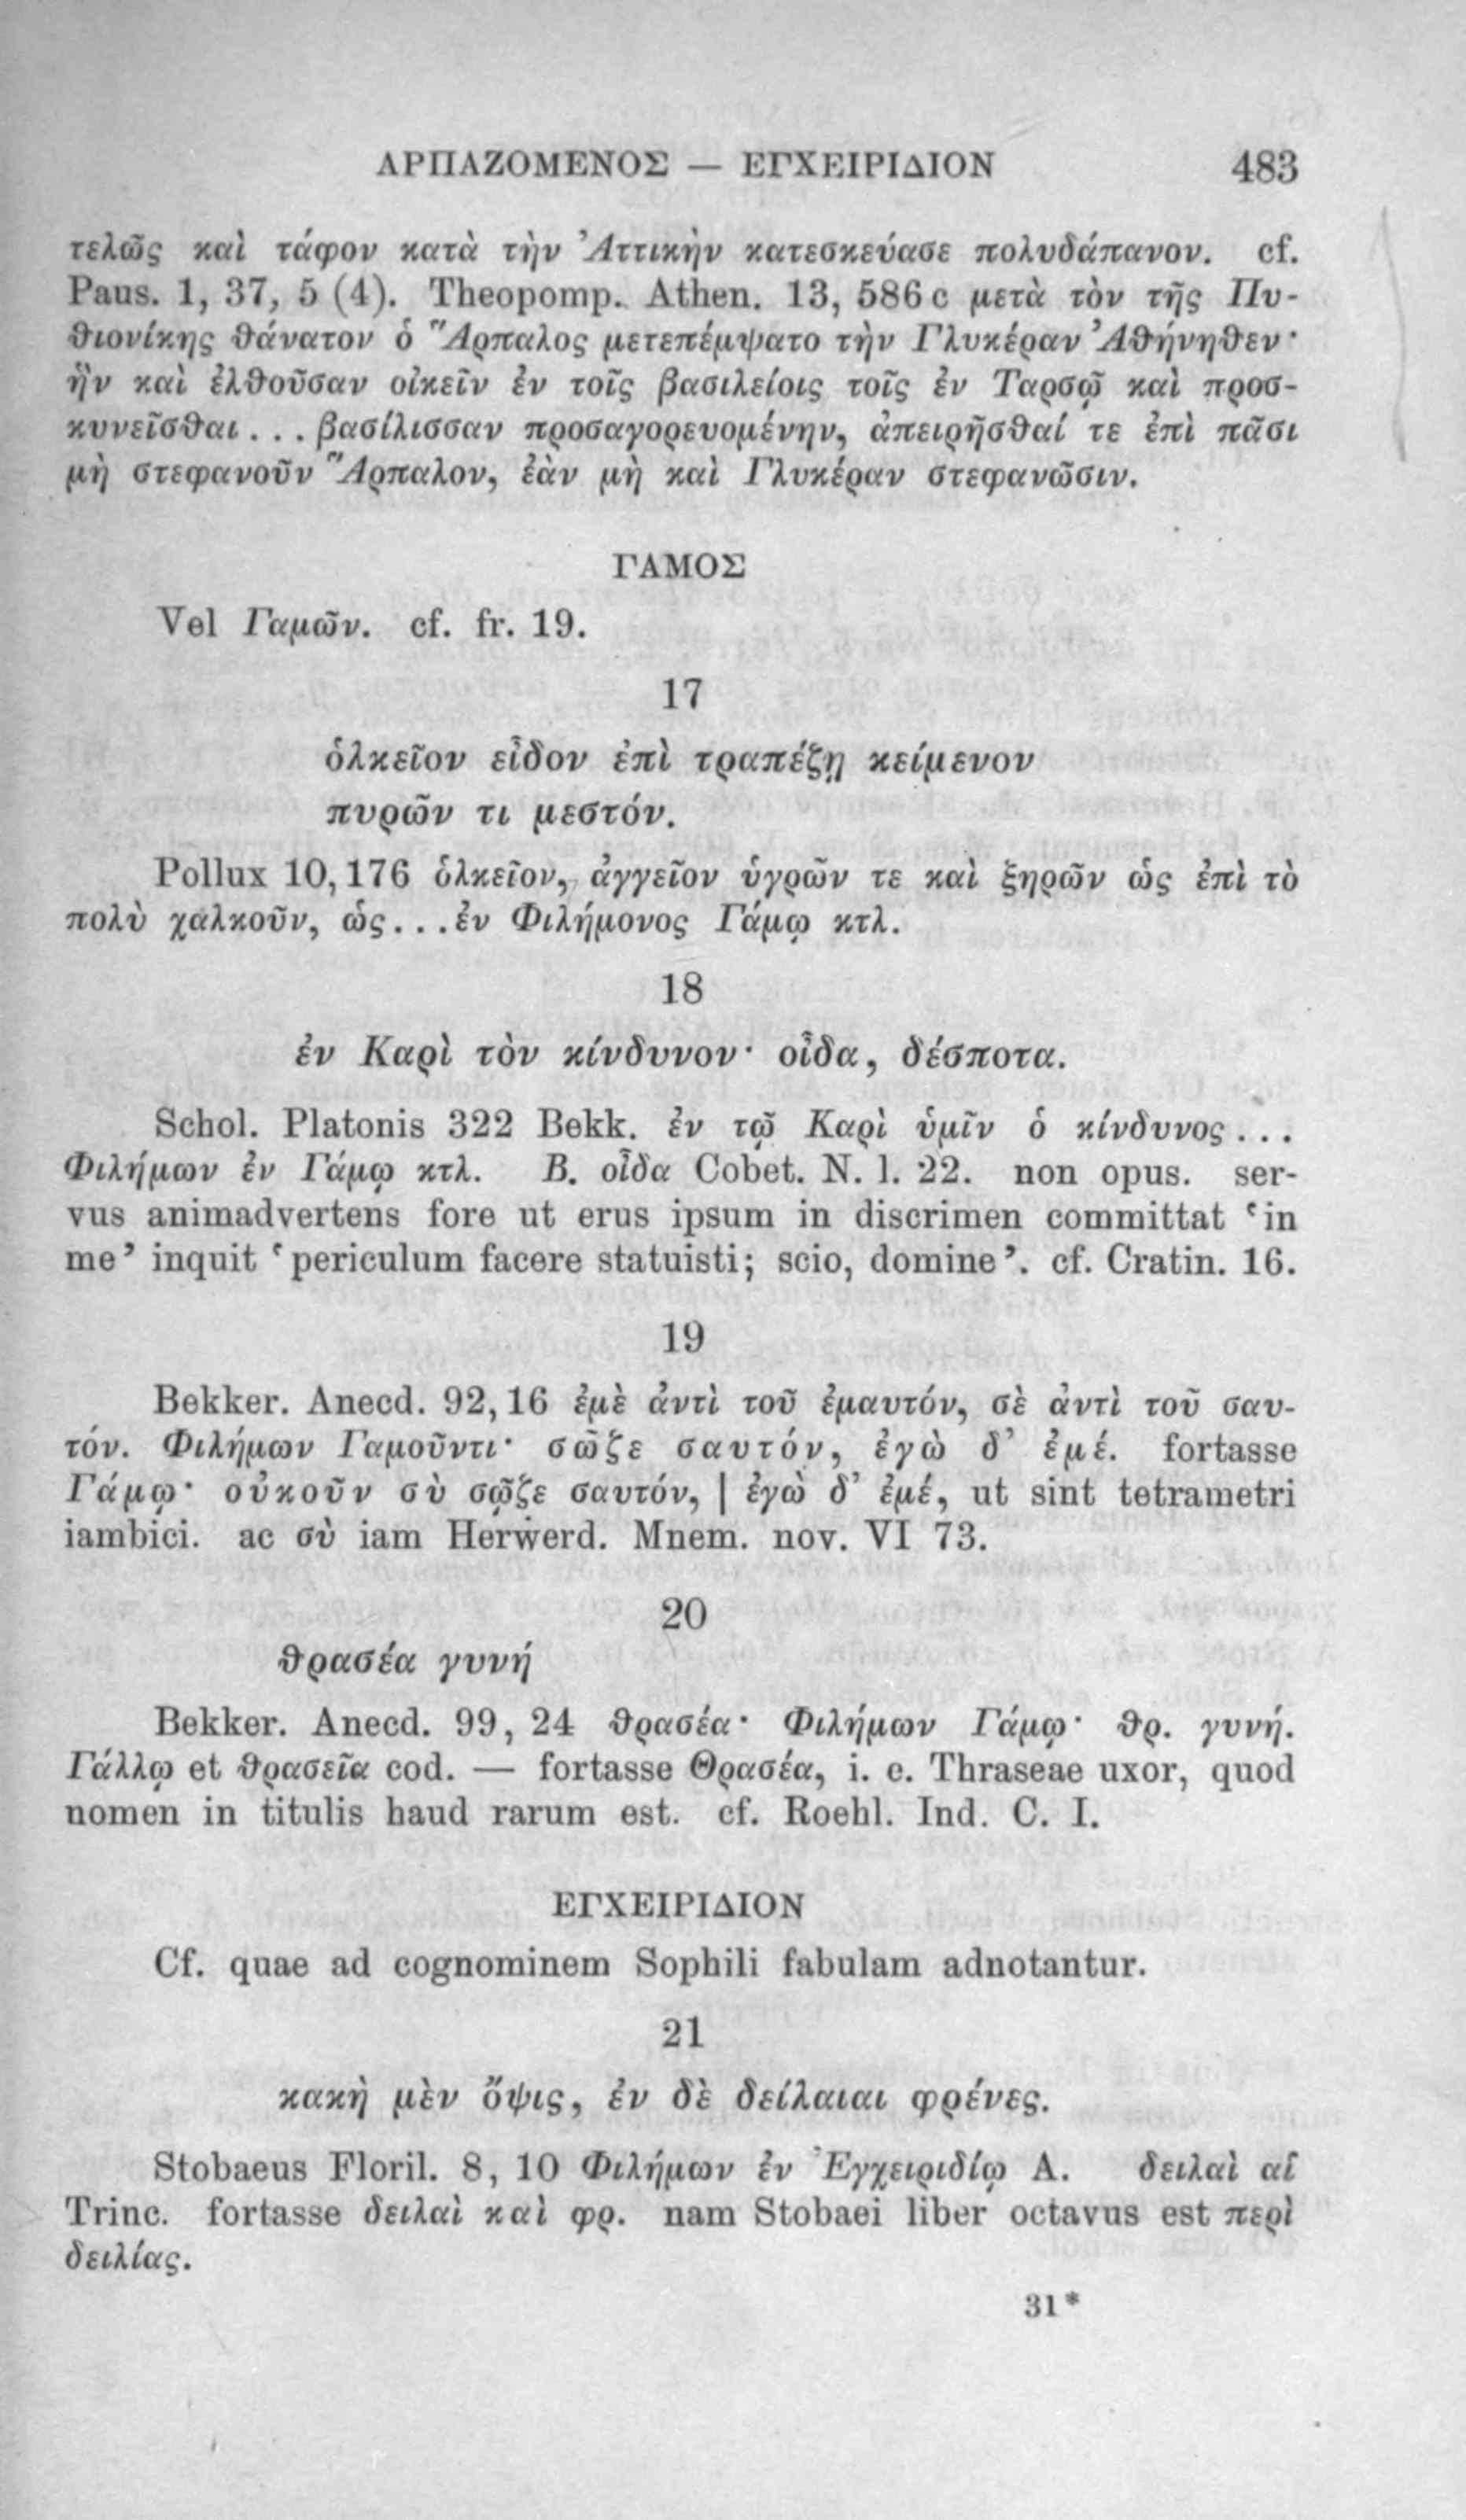 ΑΡΠΑΖΟΜΕΝΟΣ — ΕΓΧΕΙΡΙΔΙΟΝ 483
τελῶς καὶ τάφον κατὰ τὴν Ἀττικὴν κατεσκεύασε πολυδάπανον. cf.
Paus. 1, 37, 5 (4). Theopomp. Athen. 13, 586 c μετὰ τὸν τῆς Πυ-
θιονίκης θάνατον ὁ Ἅρπαλος μετεπέμψατο τὴν Γλυκέραν Ἀθήνηθεν·
ἣν καὶ ἐλθοῦσαν οἰκεῖν ἐν τοῖς βασιλείοις τοῖς ἐν Ταρσῷ καὶ προσ-
κυνεῖσθαι... βασίλισσαν προσαγορευομένην, ἀπειρῆσθαί τε ἐπὶ πᾶσι
μὴ στεφανοῦν Ἅρπαλον, ἐὰν μὴ καὶ Γλυκέραν στεφανῶσιν.
ΓΑΜΟΣ
Vel Γαμῶν. cf. fr. 19.
17
ὁλκεῖον εἶδον ἐπὶ τραπέζῃ κείμενον
πυρῶν τι μεστόν.
Pollux 10, 176 ὁλκεῖον, ἀγγεῖον ὑγρῶν τε καὶ ξηρῶν ὡς ἐπὶ τὸ
πολὺ χαλκοῦν, ὡς...ἐν Φιλήμονος Γάμῳ κτλ.
18
ἐν Καρὶ τὸν κίνδυνον· οἶδα, δέσποτα.
Schol. Platonis 322 Bekk. ἐν τῷ Καρὶ ὑμῖν ὁ κίνδυνος...
Φιλήμων ἐν Γάμῳ κτλ. B. οἶδα Cobet. N. l. 22. non opus. ser-
vus animadvertens fore ut erus ipsum in discrimen committat ‘in
me’ inquit ‘periculum facere statuisti; scio, domine’. cf. Cratin. 16.
19
Bekker. Anecd. 92, 16 ἐμὲ ἀντὶ τοῦ ἐμαυτόν, σὲ ἀντὶ τοῦ σαυ-
τόν. Φιλήμων Γαμοῦντι· σῶζε σαυτόν, ἐγὼ δ’ ἐμέ. fortasse
Γάμῳ· οὐκοῦν σὺ σῷζε σαυτόν, | ἐγὼ δ’ ἐμέ, ut sint tetrametri
iambici. ac σὺ iam Herwerd. Mnem. nov. VI 73.
20
θρασέα γυνή
Bekker. Anecd. 99, 24 θρασέα· Φιλήμων Γάμῳ· θρ. γυνή.
Γάλλῳ et θρασεῖα cod. — fortasse Θρασέα, i. e. Thraseae uxor, quod
nomen in titulis haud rarum est. cf. Roehl. Ind. C. I.
ΕΓΧΕΙΡΙΔΙΟΝ
Cf. quae ad cognominem Sophili fabulam adnotantur.
21
κακὴ μὲν ὄψις, ἐν δὲ δείλαιαι φρένες.
Stobaeus Floril. 8, 10 Φιλήμων ἐν Ἐγχειριδίῳ A. δειλαὶ αἱ
Trinc. fortasse δειλαὶ καὶ φρ. nam Stobaei liber octavus est περὶ
δειλίας.
31*